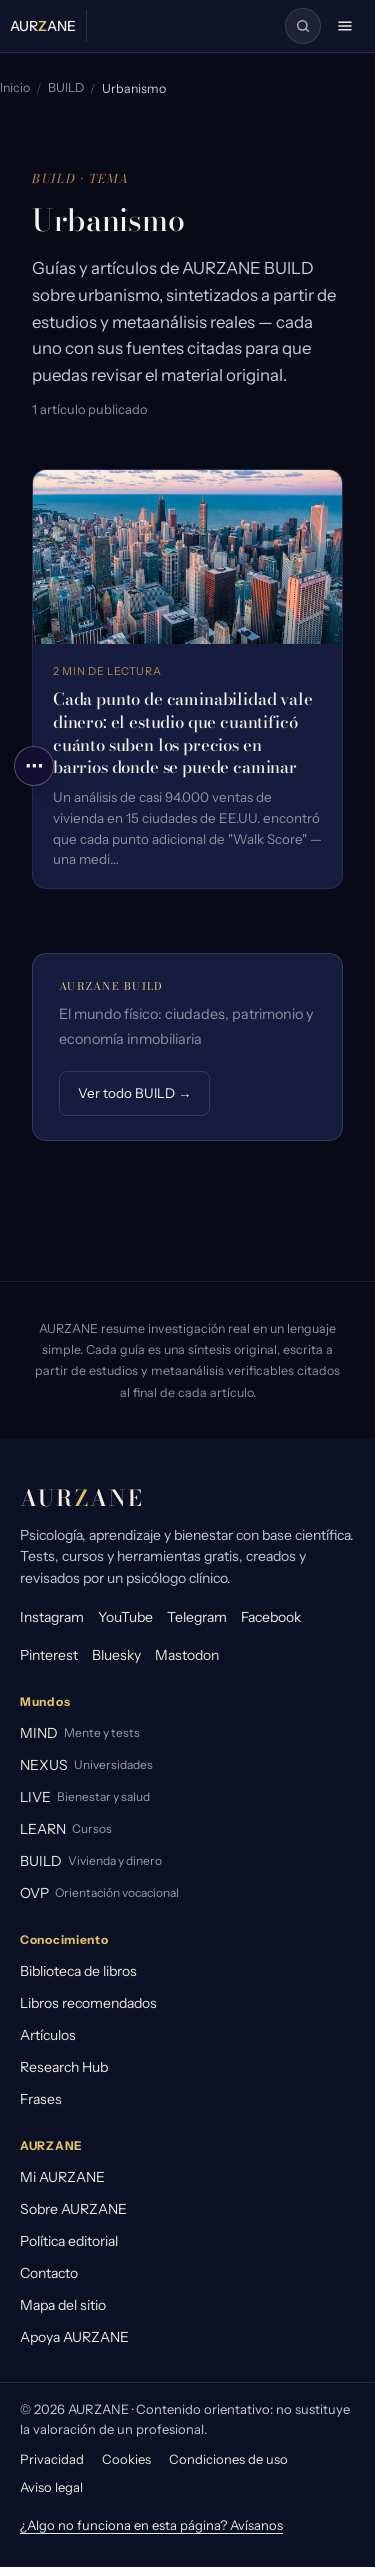 AURZANE
Inicio / BUILD / Urbanismo
BUILD · TEMA
Urbanismo
Guías y artículos de AURZANE BUILD
sobre urbanismo, sintetizados a partir de
estudios y metaanálisis reales — cada
uno con sus fuentes citadas para que
puedas revisar el material original.
1 artículo publicado
2 MIN DE LECTURA
Cada punto de caminabilidad vale
dinero: el estudio que cuantificó
cuánto suben los precios en
barrios donde se puede caminar
Un análisis de casi 94.000 ventas de
vivienda en 15 ciudades de EE.UU. encontró
que cada punto adicional de "Walk Score" —
una medi...
AURZANE BUILD
El mundo físico: ciudades, patrimonio y
economía inmobiliaria
Ver todo BUILD →
AURZANE resume investigación real en un lenguaje
simple. Cada guía es una síntesis original, escrita a
partir de estudios y metaanálisis verificables citados
al final de cada artículo.
AURZANE
Psicología, aprendizaje y bienestar con base científica.
Tests, cursos y herramientas gratis, creados y
revisados por un psicólogo clínico.
Instagram YouTube Telegram Facebook
Pinterest Bluesky Mastodon
Mundos
MIND Mente y tests
NEXUS Universidades
LIVE Bienestar y salud
LEARN Cursos
BUILD Vivienda y dinero
OVP Orientación vocacional
Conocimiento
Biblioteca de libros
Libros recomendados
Artículos
Research Hub
Frases
AURZANE
Mi AURZANE
Sobre AURZANE
Política editorial
Contacto
Mapa del sitio
Apoya AURZANE
© 2026 AURZANE · Contenido orientativo: no sustituye
la valoración de un profesional.
Privacidad Cookies Condiciones de uso
Aviso legal
¿Algo no funciona en esta página? Avísanos